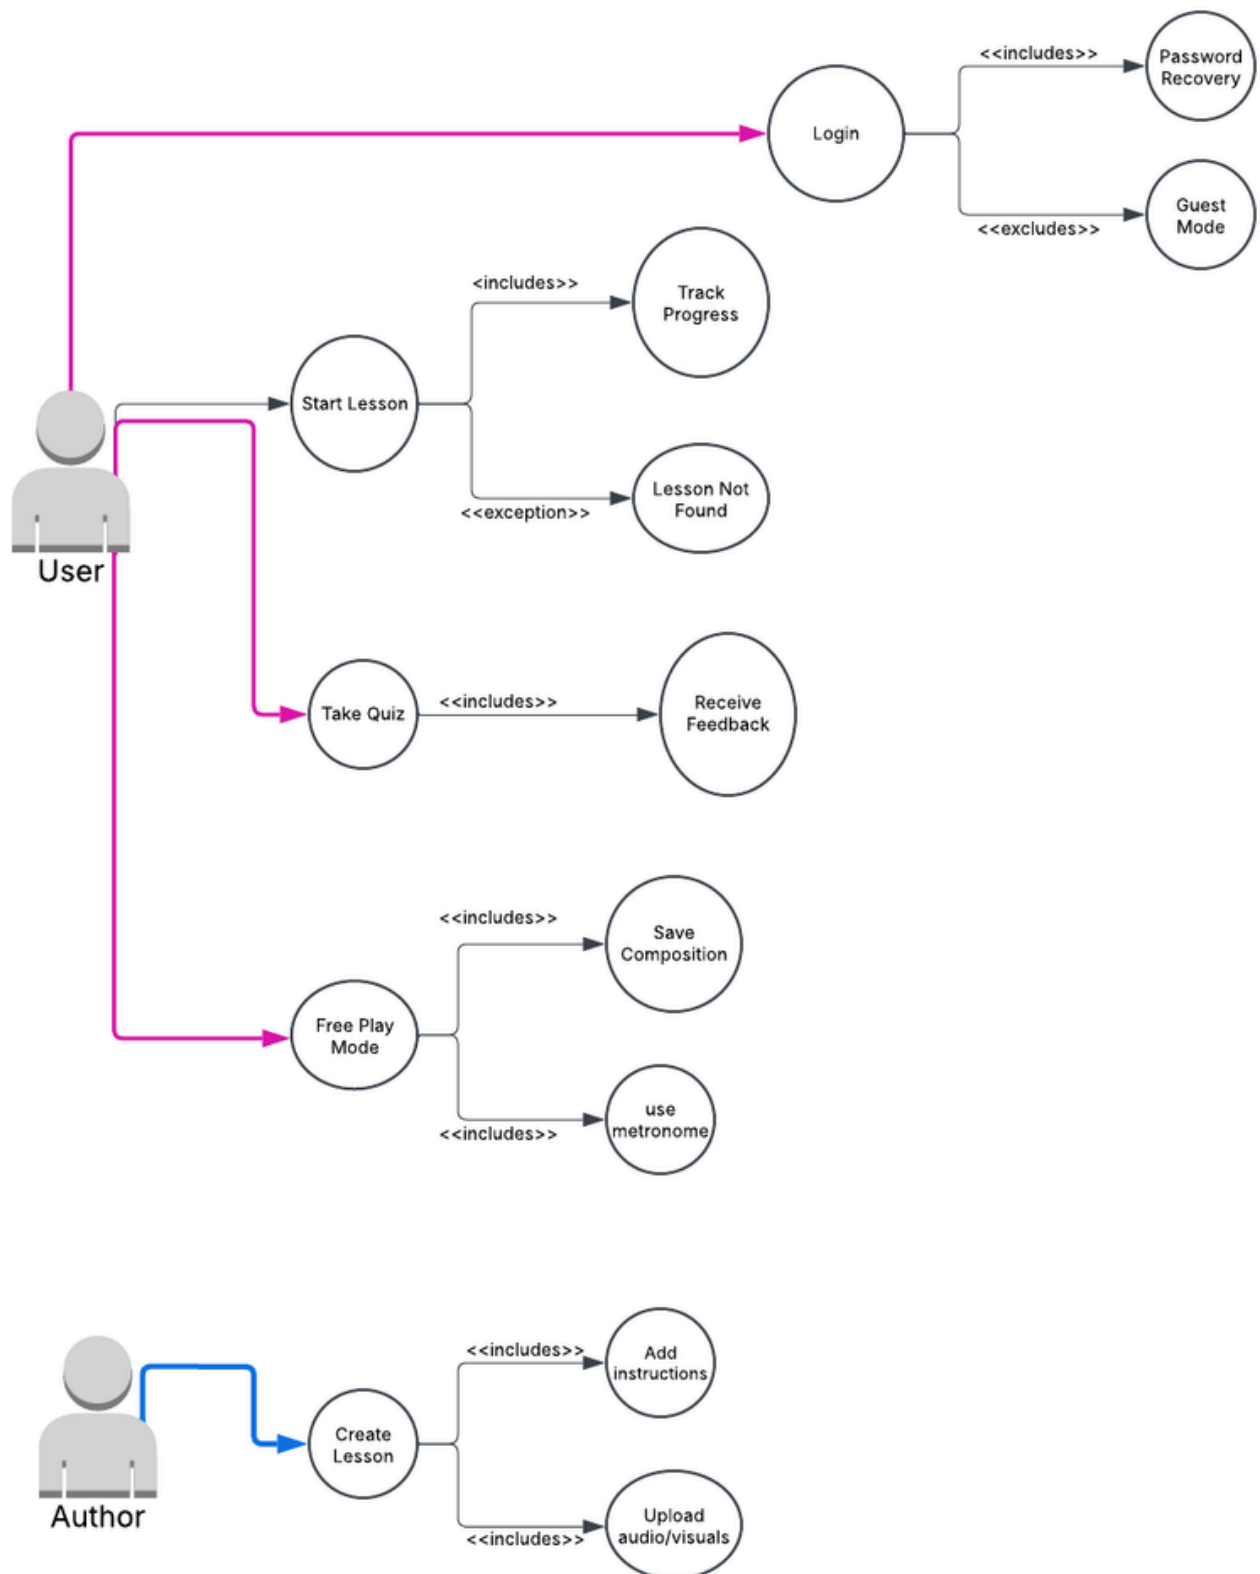 <<includes>>
Password
Recovery
Login
Guest
Mode
<<excludes>>
<includes>>
Track
Progress
Start Lesson
Lesson Not
Found
<<exception>>
User
Take Quiz
<<includes>>
Receive
Feedback
<<includes>>
Save
Composition
Free Play
Mode
use
metronome
<<includes>>
<<includes>>
Add
instructions
Create
Lesson
Author
Upload
audio/visuals
<<includes>>